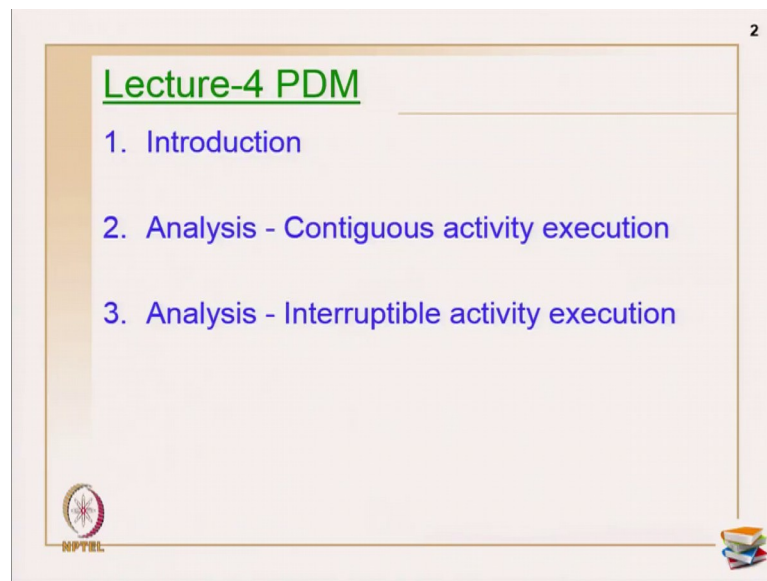 2
Lecture-4 PDM
1. Introduction
2. Analysis - Contiguous activity execution
3. Analysis - Interruptible activity execution
NPTEL